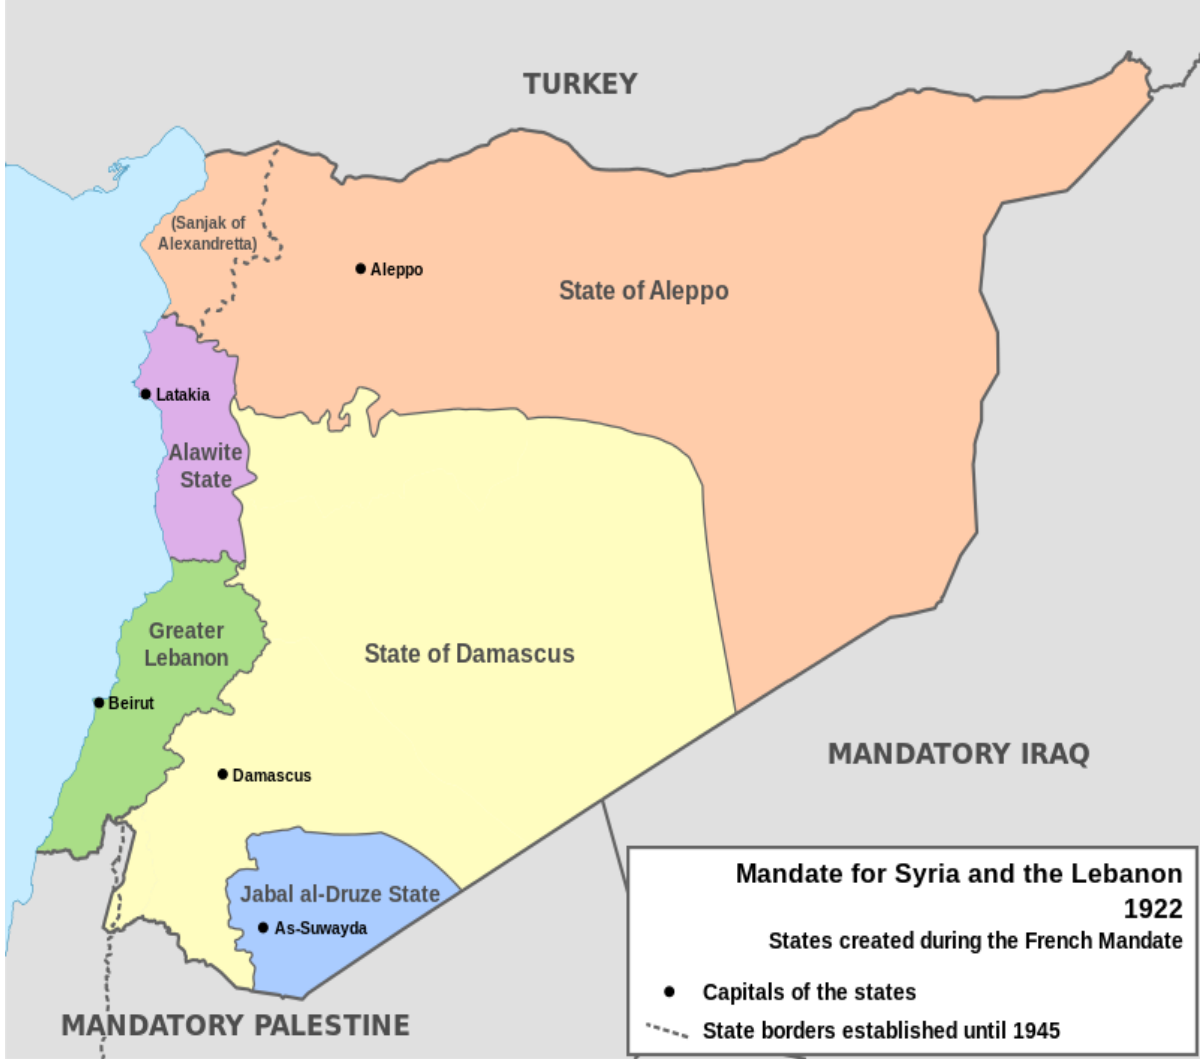 TURKEY
(Sanjak of
Alexandretta)
Aleppo
State of Aleppo
Latakia
Alawite
State
Greater
Lebanon
State of Damascus
Beirut
MANDATORY IRAQ
Damascus
Jabal al-Druze State
As-Suwayda
MANDATORY PALESTINE
Mandate for Syria and the Lebanon
1922
States created during the French Mandate
Capitals of the states
State borders established until 1945